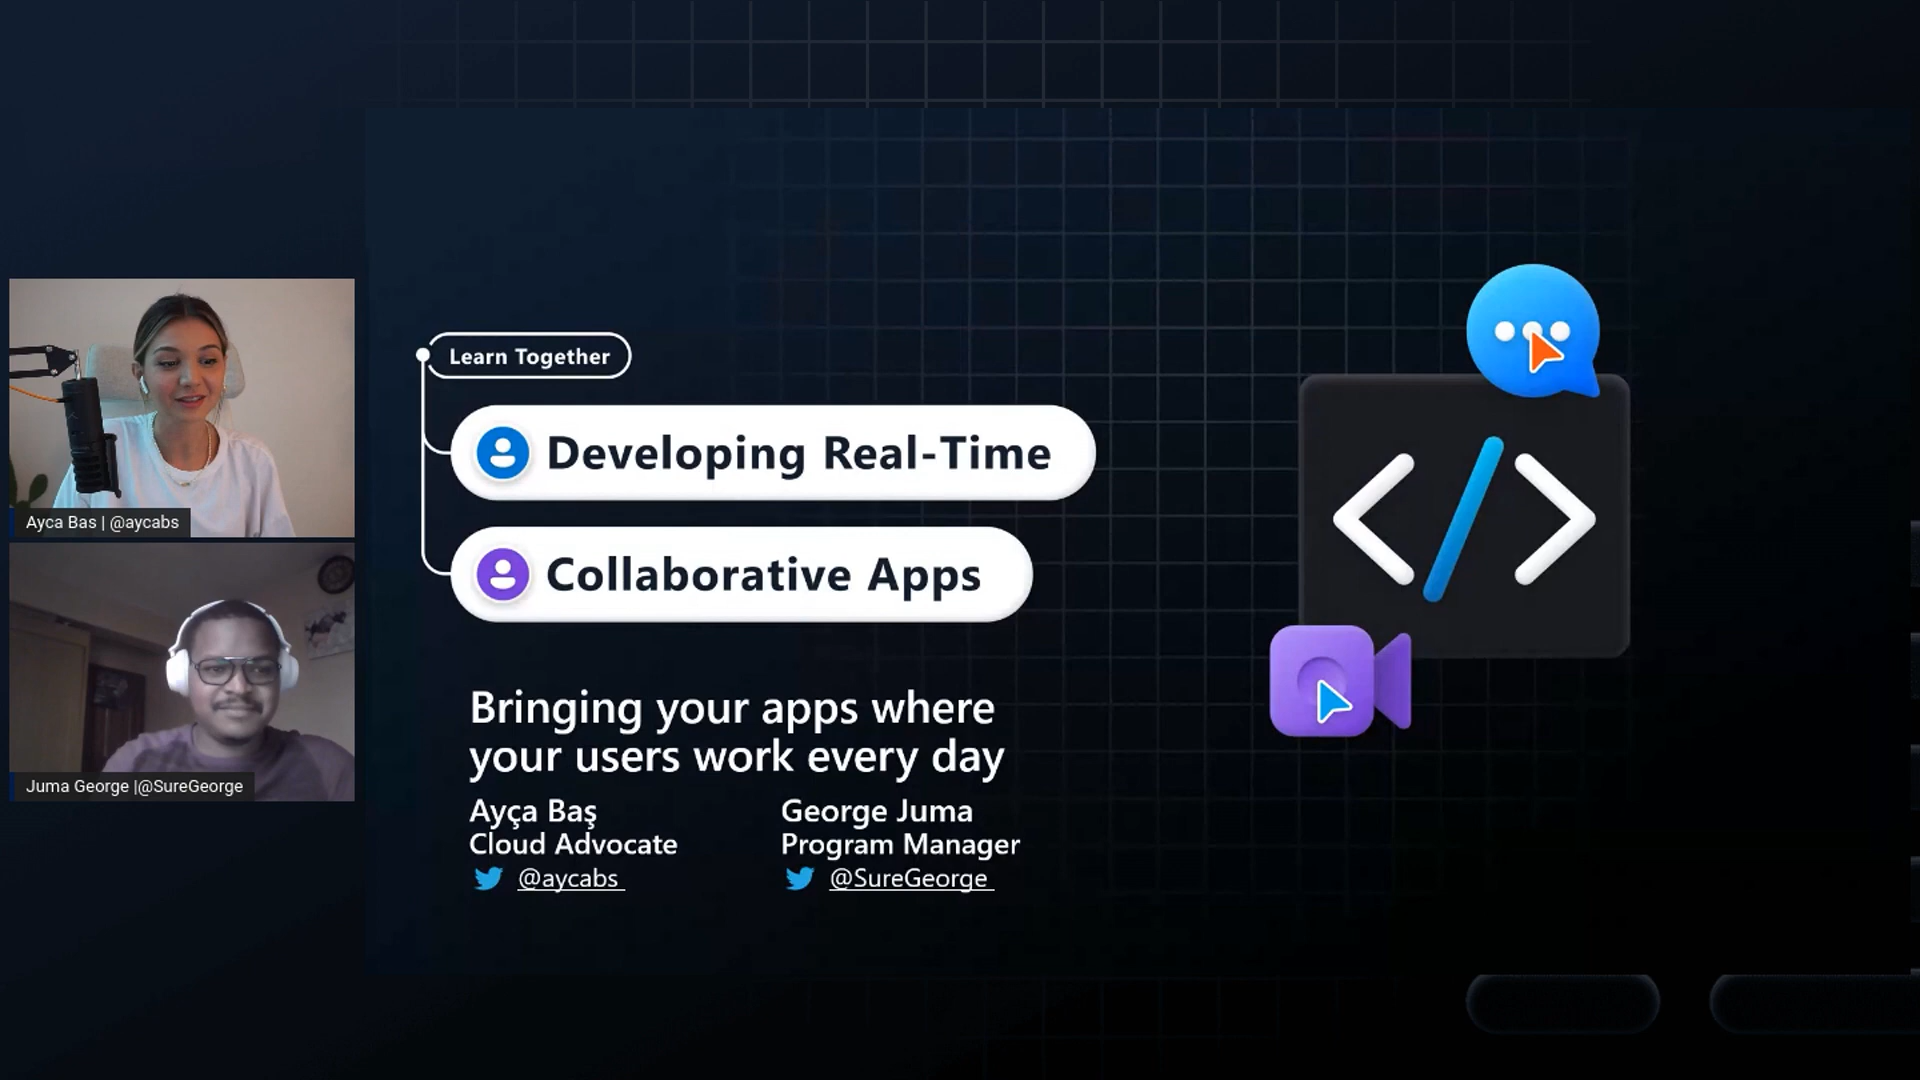 Ayca Bas | @aycabs
Juma George |@SureGeorge
Learn Together
Developing Real-Time
Collaborative Apps
Bringing your apps where
your users work every day
Ayça Baş
Cloud Advocate
@aycabs
George Juma
Program Manager
@SureGeorge